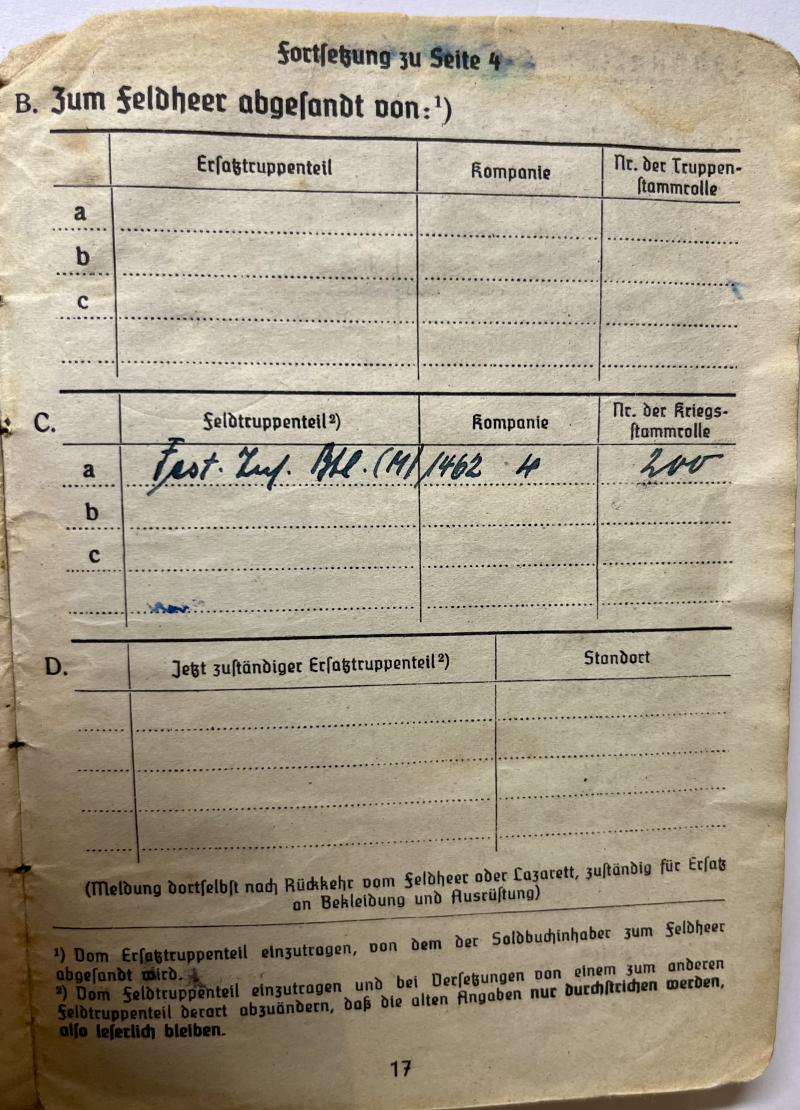 Fortsetzung zu Seite 4
B. Zum Feldheer abgesandt von:¹)
Ersatztruppenteil Kompanie Nr. der Truppen-
stammrolle
a
b
c
C. Feldtruppenteil²) Kompanie Nr. der Kriegs-
stammrolle
a Fest. Inf. Btl. (M) 1462 4 200
b
c
D. Jetzt zuständiger Ersatztruppenteil²) Standort
(Meldung dortselbst nach Rückkehr vom Feldheer oder Lazarett, zuständig für Ersatz
an Bekleidung und Ausrüstung)
¹) Vom Ersatztruppenteil einzutragen, von dem der Soldbuchinhaber zum Feldheer
abgesandt wird.
²) Vom Feldtruppenteil einzutragen und bei Versetzungen von einem zum anderen
Feldtruppenteil derart abzuändern, daß die alten Angaben nur durchstrichen werden,
also leserlich bleiben.
17